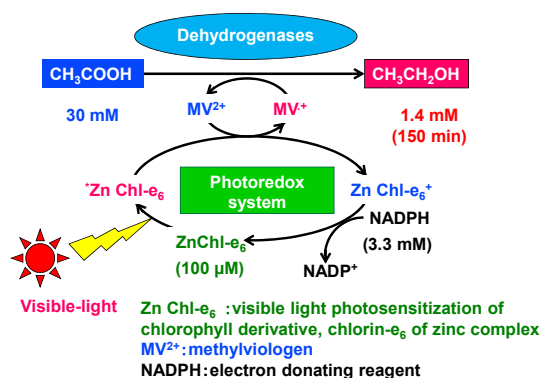 Dehydrogenases
CH₃COOH
CH₃CH₂OH
30 mM
MV²⁺
MV·⁺
1.4 mM
(150 min)
*Zn Chl-e₆
Photoredox
system
Zn Chl-e₆⁺
NADPH
(3.3 mM)
ZnChl-e₆
(100 µM)
NADP⁺
Visible-light
Zn Chl-e₆ :visible light photosensitization of
chlorophyll derivative, chlorin-e₆ of zinc complex
MV²⁺:methylviologen
NADPH:electron donating reagent